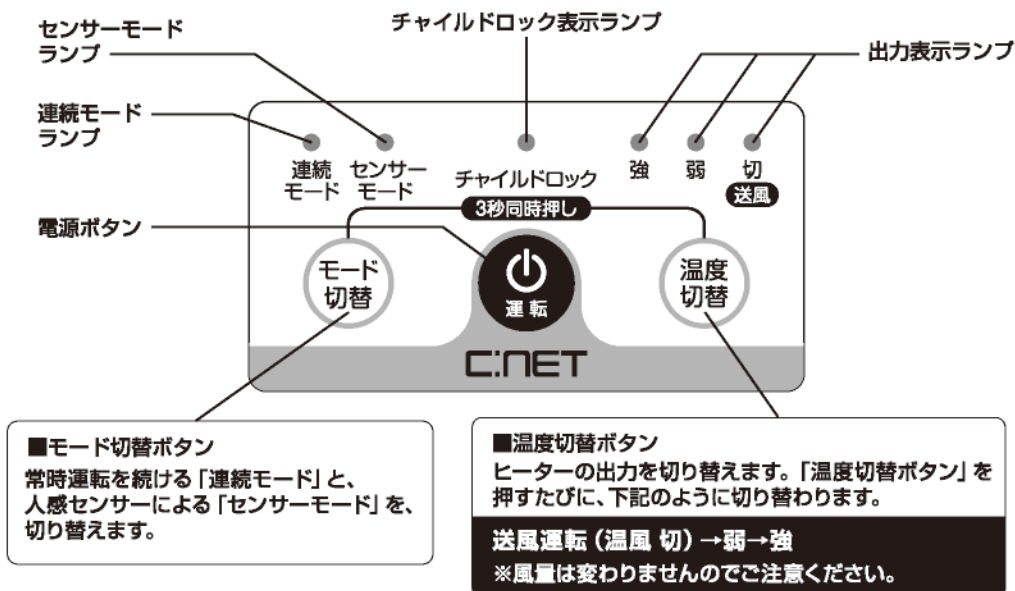 センサーモード
ランプ
チャイルドロック表示ランプ
出力表示ランプ
連続モード
ランプ
連続
モード
センサー
モード
チャイルドロック
3秒同時押し
強
弱
切
送風
電源ボタン
モード
切替
運転
温度
切替
C:NET
■モード切替ボタン
常時運転を続ける「連続モード」と、
人感センサーによる「センサーモード」を、
切り替えます。
■温度切替ボタン
ヒーターの出力を切り替えます。「温度切替ボタン」を
押すたびに、下記のように切り替わります。
送風運転（温風 切）→弱→強
※風量は変わりませんのでご注意ください。